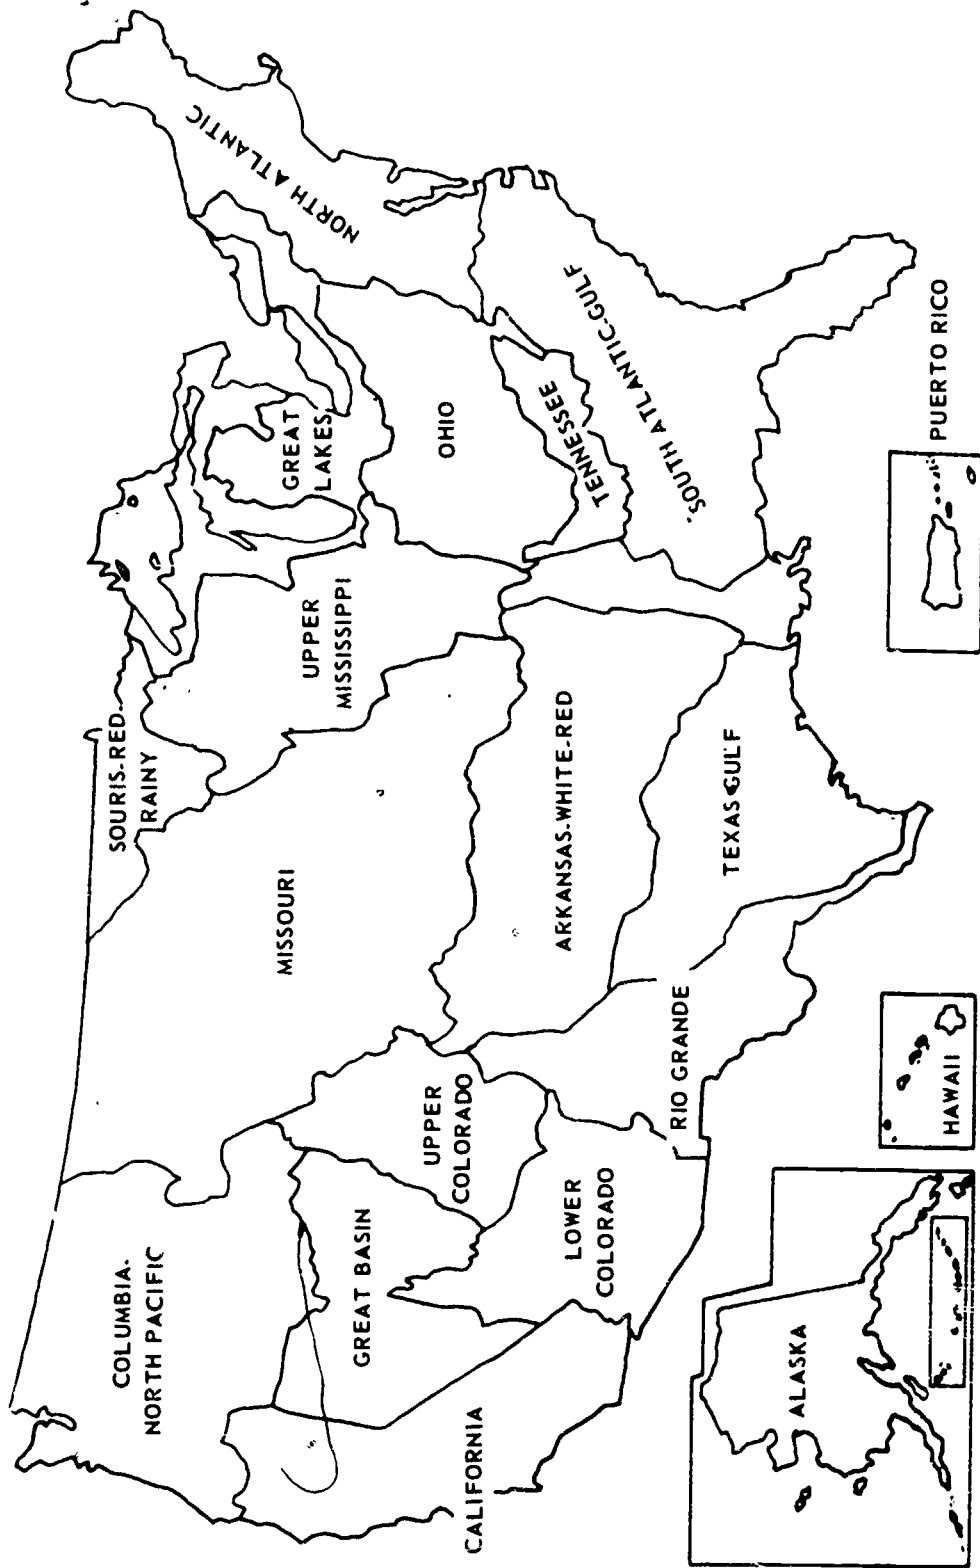 COLUMBIA-
NORTH PACIFIC
MISSOURI
SOURIS-RED-
RAINY
UPPER
MISSISSIPPI
GREAT
LAKES
NORTH ATLANTIC
CALIFORNIA
GREAT BASIN
UPPER
COLORADO
OHIO
LOWER
COLORADO
ARKANSAS-WHITE-RED
TENNESSEE
SOUTH ATLANTIC-GULF
RIO GRANDE
TEXAS GULF
ALASKA
HAWAII
PUERTO RICO